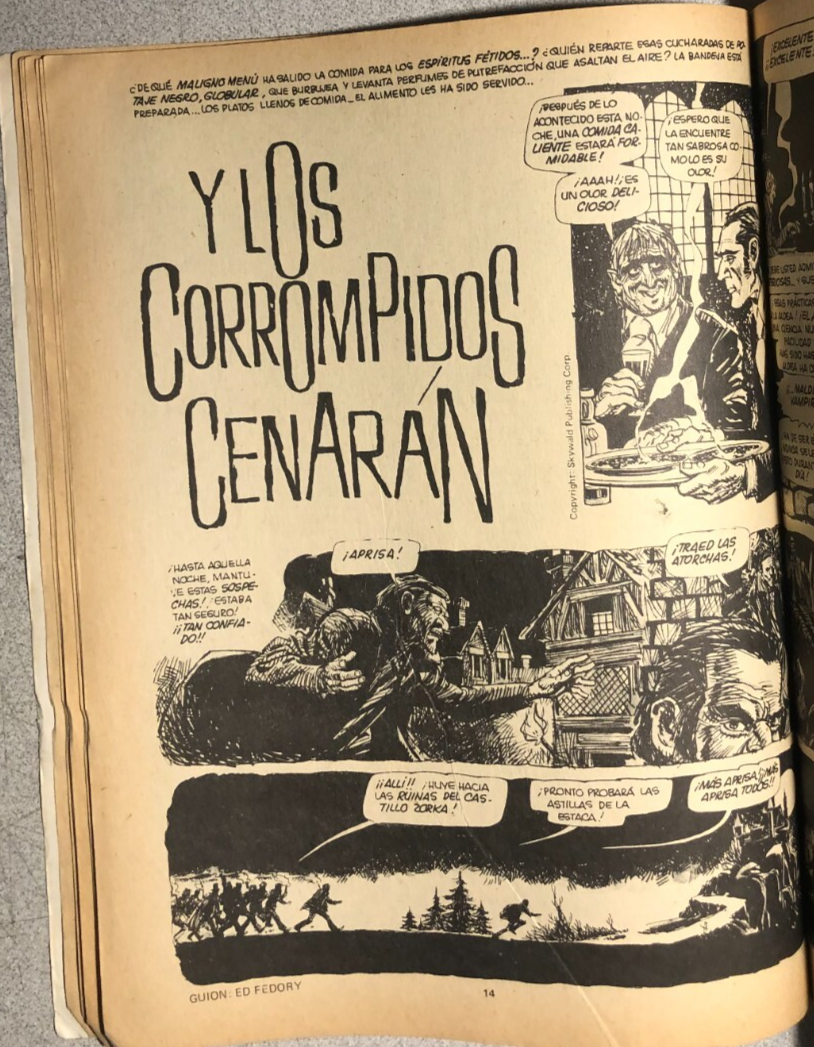 ¿DE QUÉ MALIGNO MENÚ HA SALIDO LA COMIDA PARA LOS ESPÍRITUS FÉTIDOS...? ¿QUIÉN REPARTE ESAS CUCHARADAS DE PO-
TAJE NEGRO, GLOBULAR, QUE BURBUJEA Y LEVANTA PERFUMES DE PUTREFACCIÓN QUE ASALTAN EL AIRE? LA BANDEJA ESTÁ
PREPARADA... LOS PLATOS LLENOS DE COMIDA... EL ALIMENTO LES HA SIDO SERVIDO...
Y LOS
CORROMPIDOS
CENARÁN
¡DESPUÉS DE LO
ACONTECIDO ESTA NO-
CHE, UNA COMIDA CA-
LIENTE ESTARÁ FOR-
MIDABLE!
¡AAAH! ¡ES
UN OLOR DELI-
CIOSO!
¡ESPERO QUE
LA ENCUENTRE
TAN SABROSA CO-
MO LO ES SU
OLOR!
Copyright: Skywald Publishing Corp.
¡HASTA AQUELLA
NOCHE, MANTU-
VE ESTAS SOSPE-
CHAS! ¡ESTABA
TAN SEGURO!
¡¡TAN CONFIA-
DO!!
¡APRISA!
¡TRAED LAS
ATORCHAS!
¡¡ALLÍ!! ¡HUYE HACIA
LAS RUINAS DEL CAS-
TILLO ZORKA!
¡PRONTO PROBARÁ LAS
ASTILLAS DE LA
ESTACA!
¡MÁS APRISA! ¡¡MÁS
APRISA TODOS!!
GUION: ED FEDORY
14
¡EXCELENTE
¡EXCELENTE!